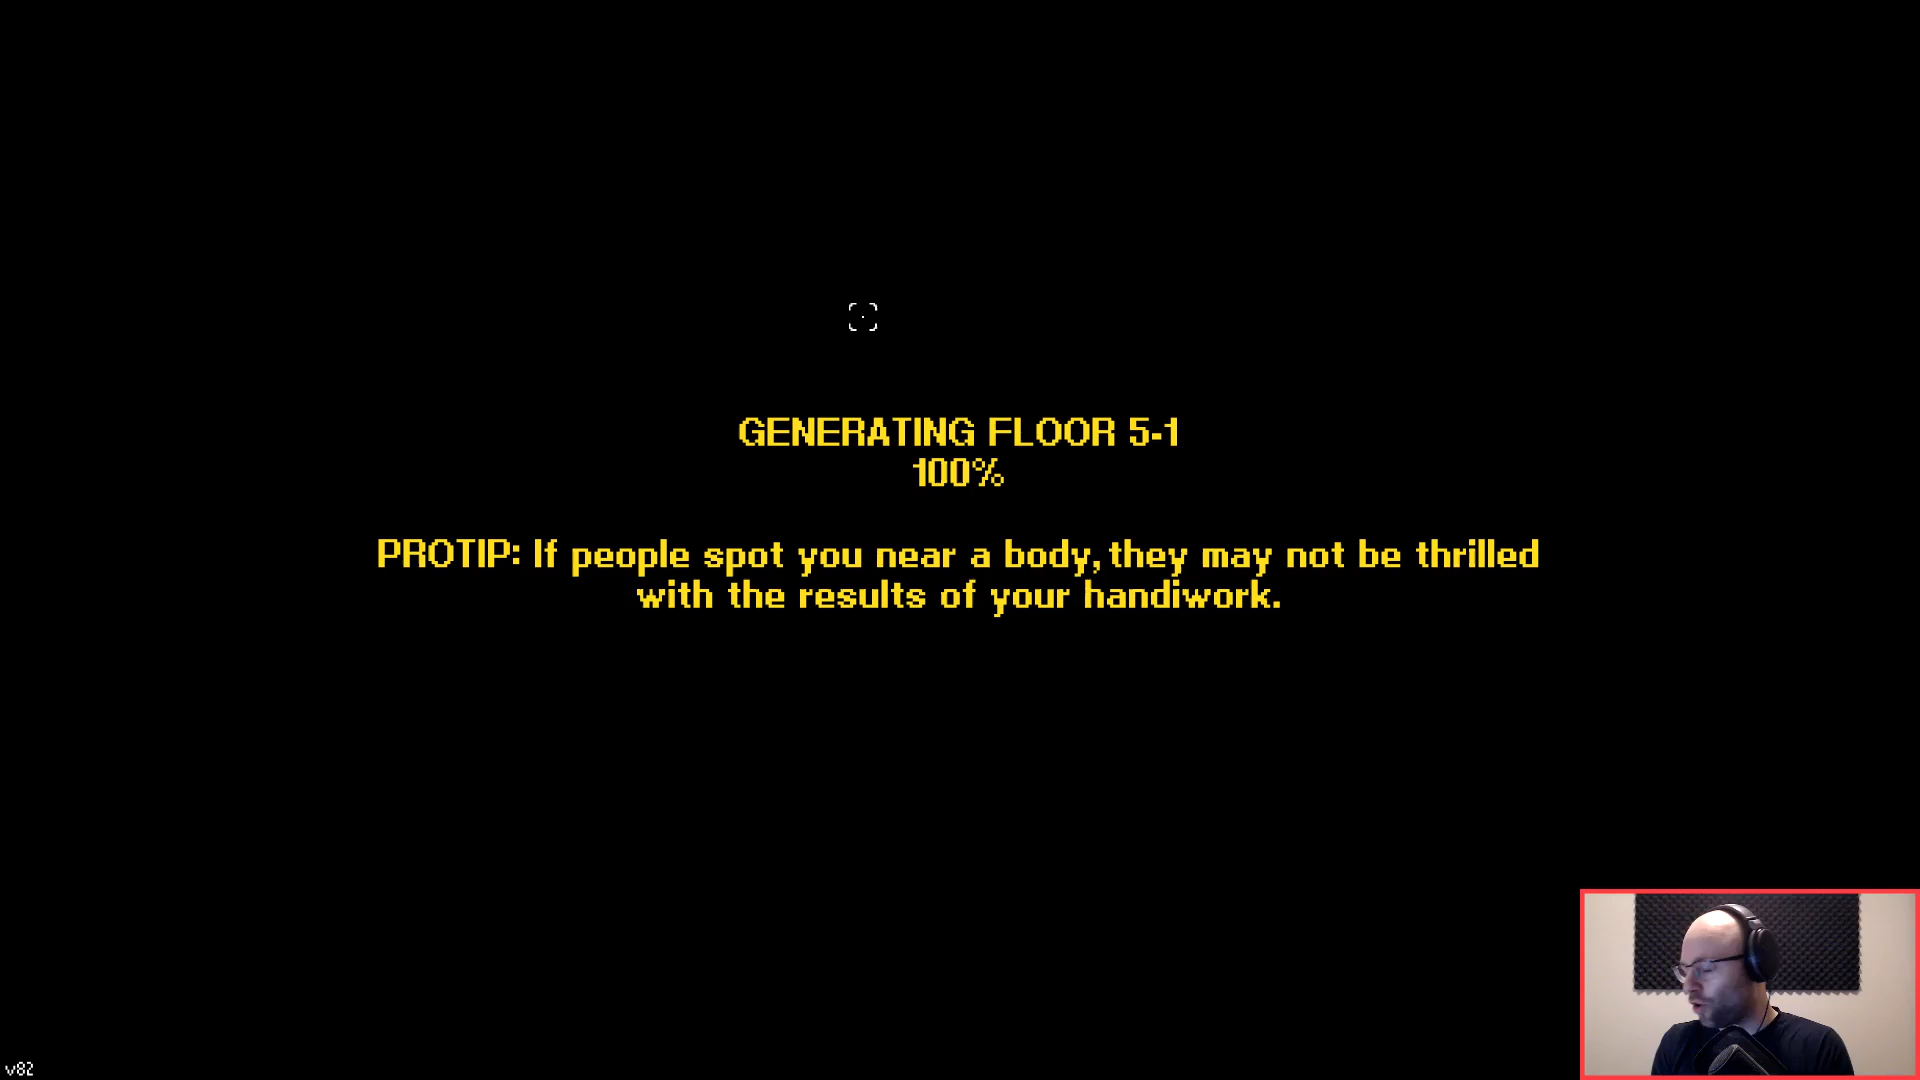 GENERATING FLOOR 5-1
100%
PROTIP: If people spot you near a body, they may not be thrilled
with the results of your handiwork.
v82